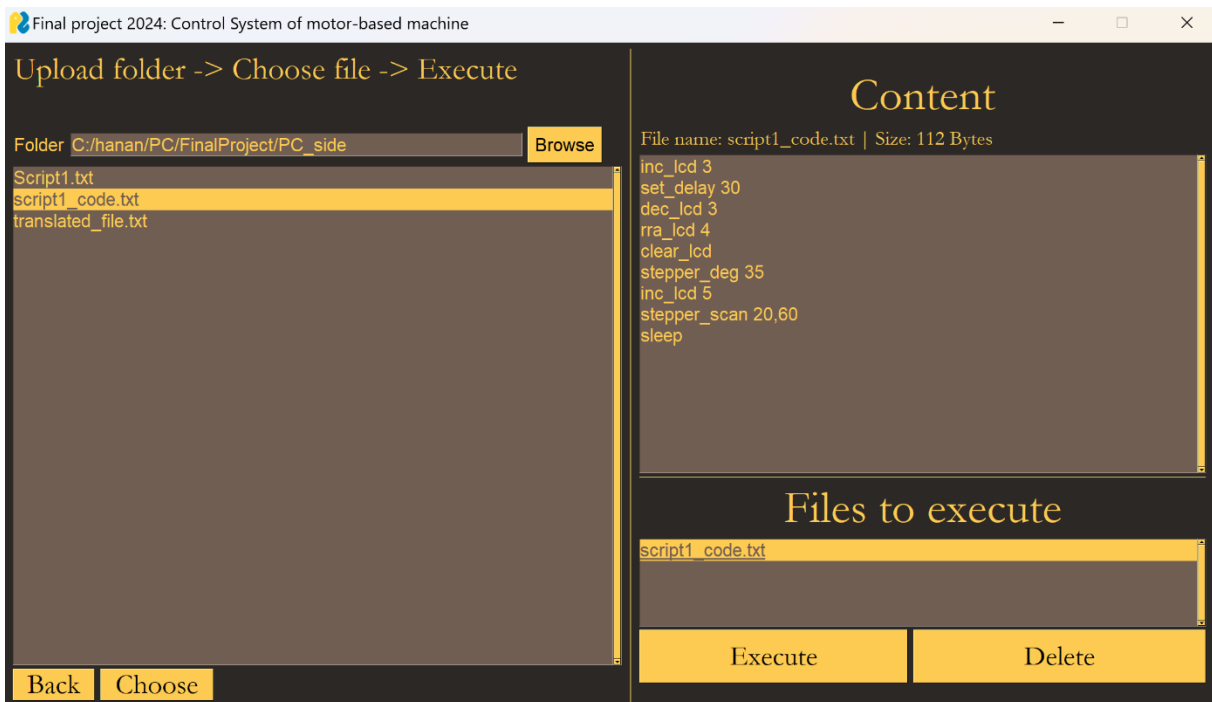 Final project 2024: Control System of motor-based machine
Upload folder -> Choose file -> Execute
Folder C:/hanan/PC/FinalProject/PC_side Browse
Script1.txt
script1_code.txt
translated_file.txt
Back Choose
Content
File name: script1_code.txt | Size: 112 Bytes
inc_lcd 3
set_delay 30
dec_lcd 3
rra_lcd 4
clear_lcd
stepper_deg 35
inc_lcd 5
stepper_scan 20,60
sleep
Files to execute
script1_code.txt
Execute Delete